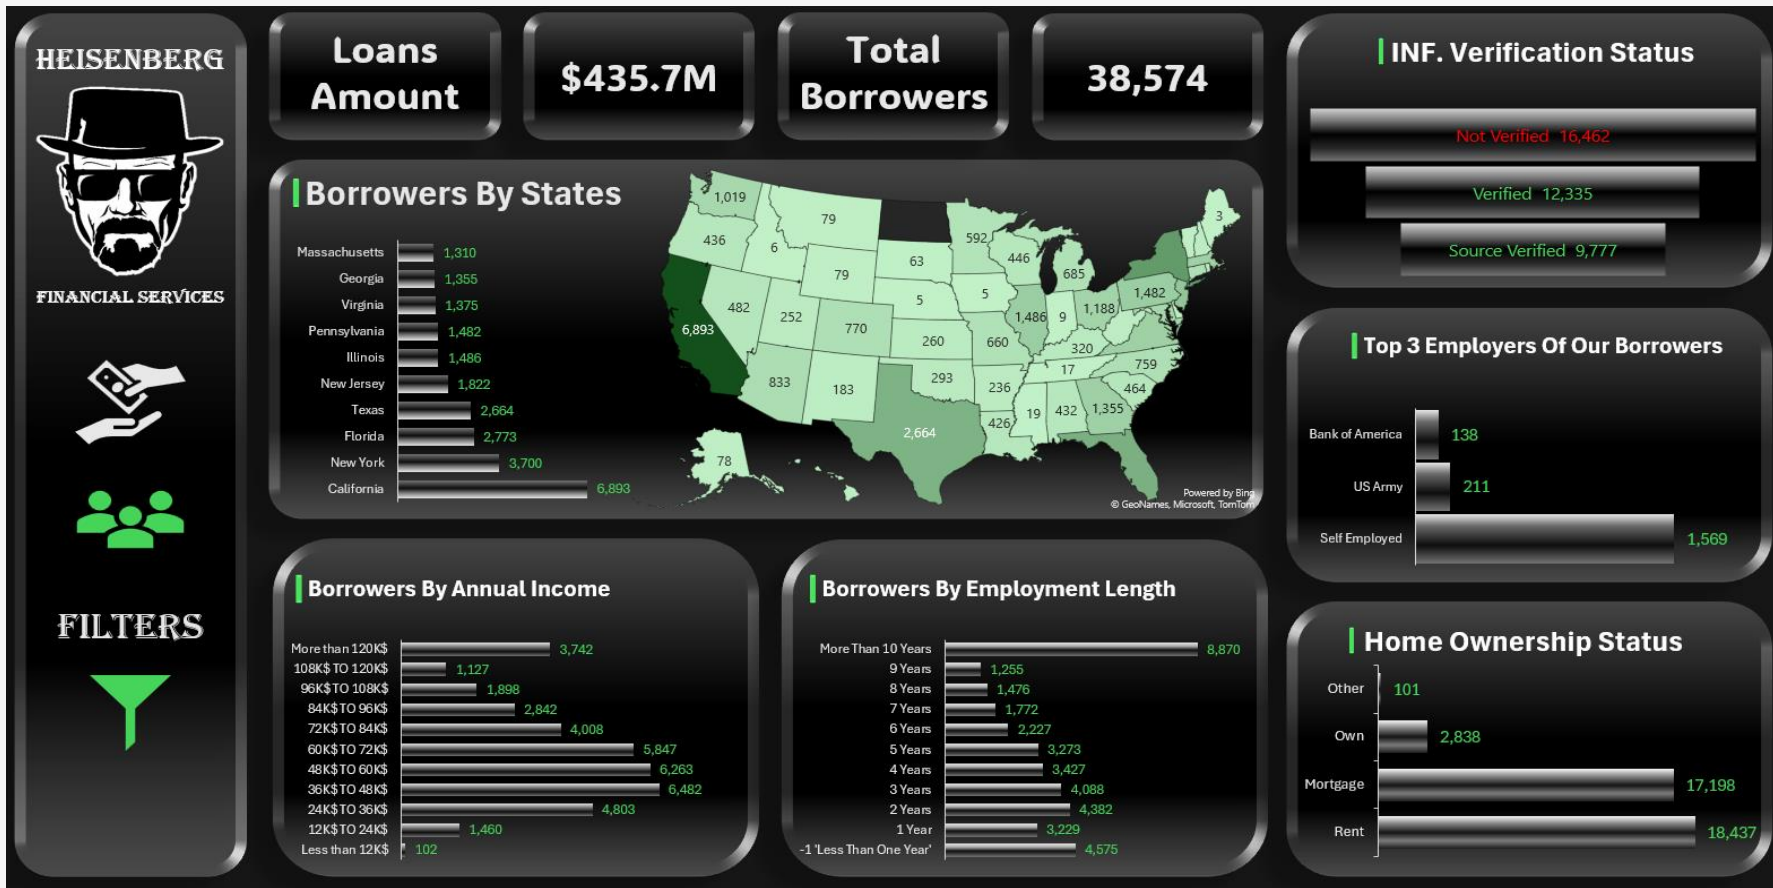 HEISENBERG
FINANCIAL SERVICES
FILTERS
Loans
Amount
$435.7M
Total
Borrowers
38,574
Borrowers By States
Massachusetts 1,310
Georgia 1,355
Virginia 1,375
Pennsylvania 1,482
Illinois 1,486
New Jersey 1,822
Texas 2,664
Florida 2,773
New York 3,700
California 6,893
1,019
79
3
436
6
592
446
63
79
685
5
5
1,482
482
252
1,486
9
1,188
6,893
770
260
660
320
759
17
833
183
293
236
464
19
432
1,355
426
2,664
78
Powered by Bing
© GeoNames, Microsoft, TomTom
INF. Verification Status
Not Verified 16,462
Verified 12,335
Source Verified 9,777
Top 3 Employers Of Our Borrowers
Bank of America 138
US Army 211
Self Employed 1,569
Borrowers By Annual Income
More than 120K$ 3,742
108K$ TO 120K$ 1,127
96K$ TO 108K$ 1,898
84K$ TO 96K$ 2,842
72K$ TO 84K$ 4,008
60K$ TO 72K$ 5,847
48K$ TO 60K$ 6,263
36K$ TO 48K$ 6,482
24K$ TO 36K$ 4,803
12K$ TO 24K$ 1,460
Less than 12K$ 102
Borrowers By Employment Length
More Than 10 Years 8,870
9 Years 1,255
8 Years 1,476
7 Years 1,772
6 Years 2,227
5 Years 3,273
4 Years 3,427
3 Years 4,088
2 Years 4,382
1 Year 3,229
-1 'Less Than One Year' 4,575
Home Ownership Status
Other 101
Own 2,838
Mortgage 17,198
Rent 18,437